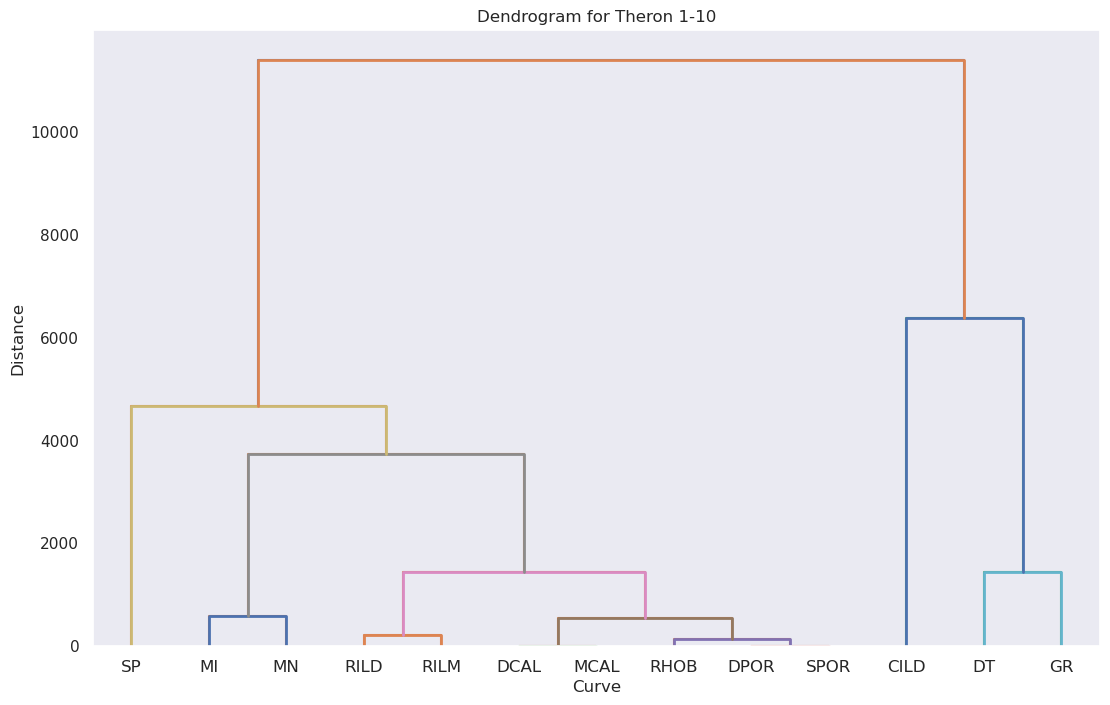 Dendrogram for Theron 1-10
Distance
10000
8000
6000
4000
2000
0
SP MI MN RILD RILM DCAL MCAL RHOB DPOR SPOR CILD DT GR
Curve